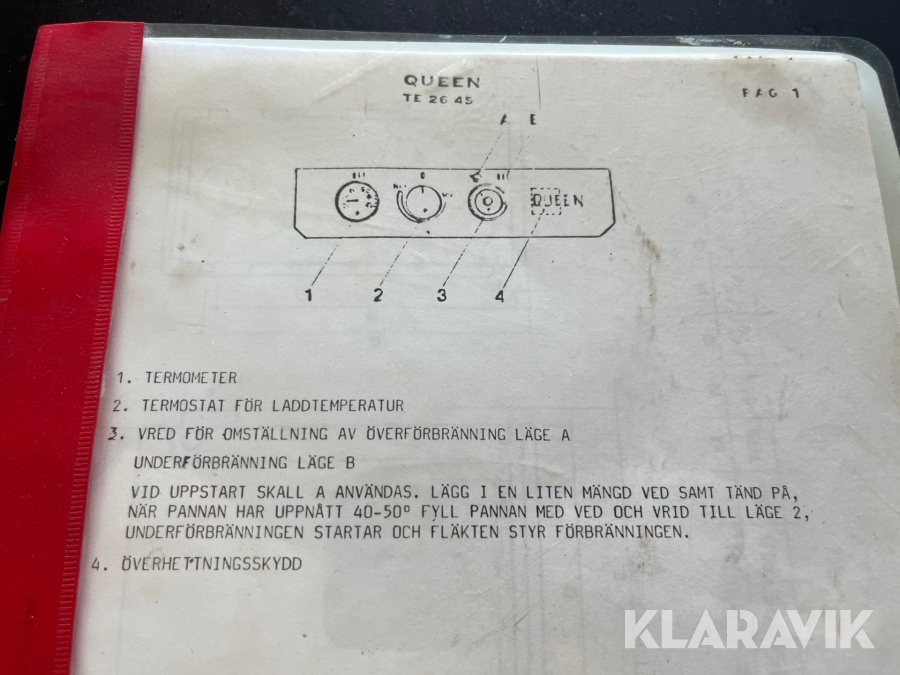 QUEEN
TE 26 45
PAG 1
A
QUEEN
1 2 3 4
1. TERMOMETER
2. TERMOSTAT FÖR LADDTEMPERATUR
3. VRED FÖR OMSTÄLLNING AV ÖVERFÖRBRÄNNING LÄGE A
UNDERFÖRBRÄNNING LÄGE B
VID UPPSTART SKALL A ANVÄNDAS. LÄGG I EN LITEN MÄNGD VED SAMT TÄND PÅ,
NÄR PANNAN HAR UPPNÅTT 40-50° FYLL PANNAN MED VED OCH VRID TILL LÄGE 2,
UNDERFÖRBRÄNNINGEN STARTAR OCH FLÄKTEN STYR FÖRBRÄNNINGEN.
4. ÖVERHETTNINGSSKYDD
KLARAVIK